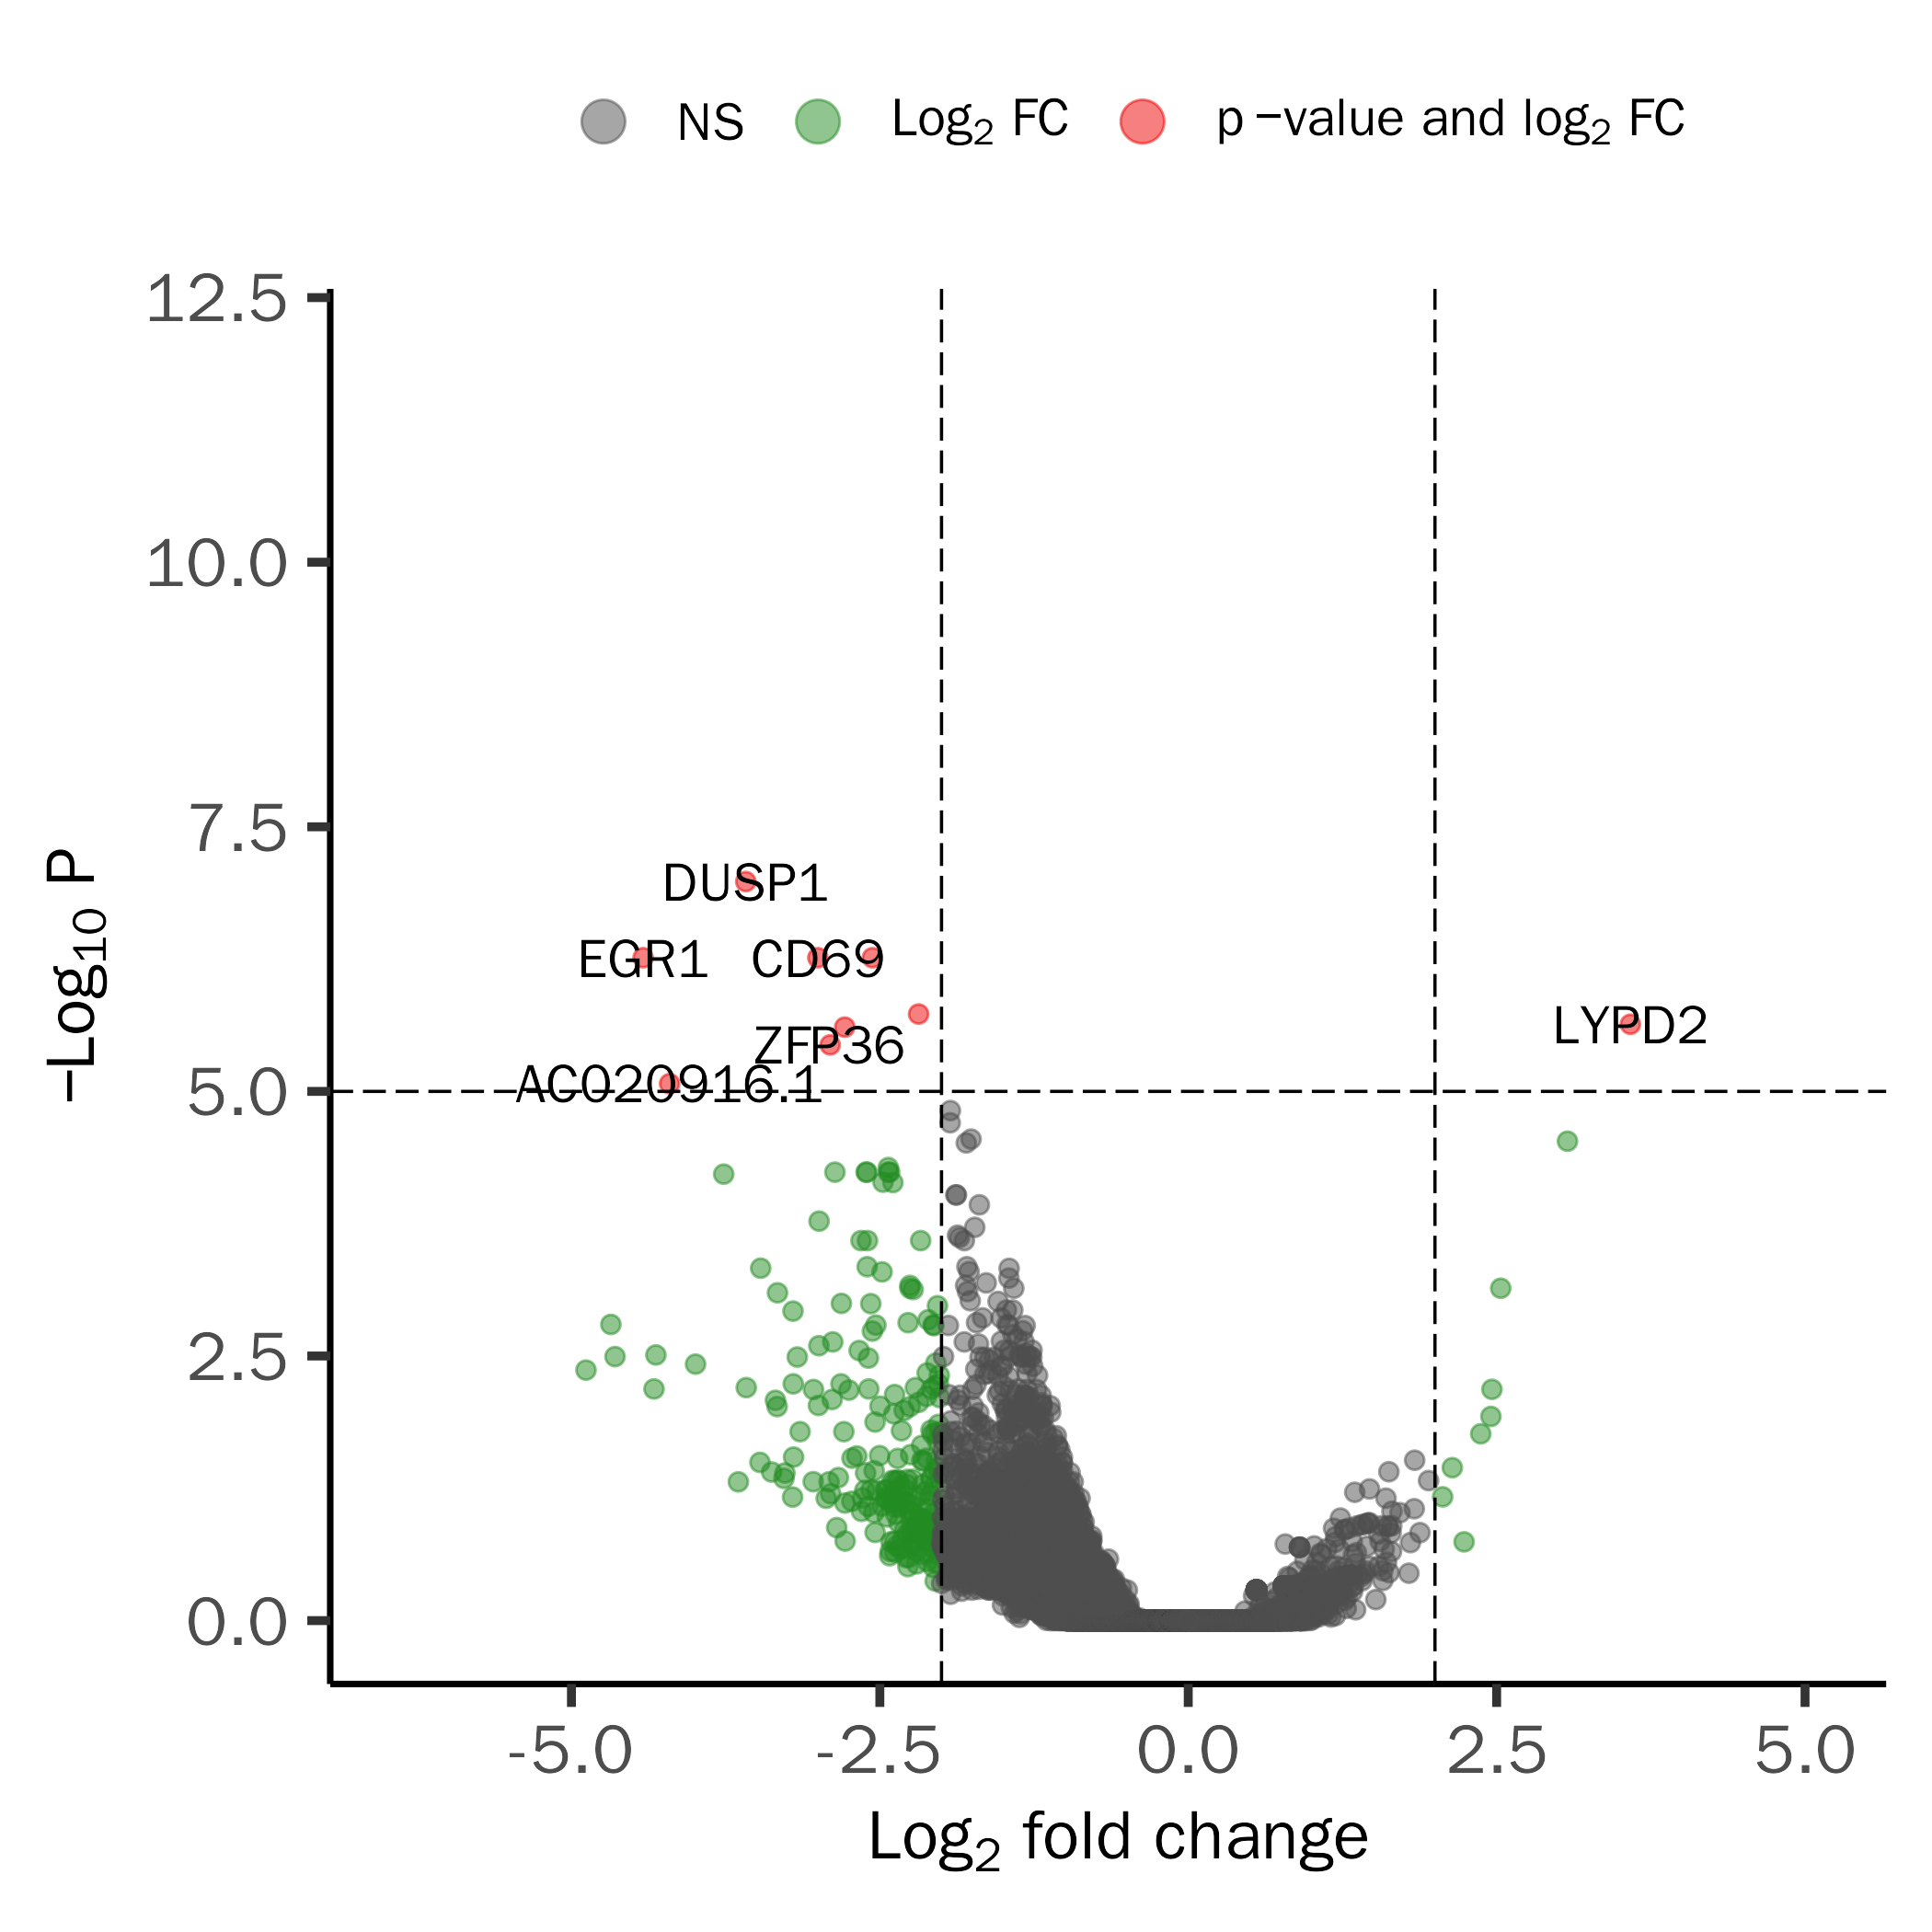 NS Log₂ FC p −value and log₂ FC
12.5
10.0
7.5
5.0
2.5
0.0
−Log₁₀ P
DUSP1
EGR1 CD69
LYPD2
ZFP36
AC020916.1
-5.0 -2.5 0.0 2.5 5.0
Log₂ fold change